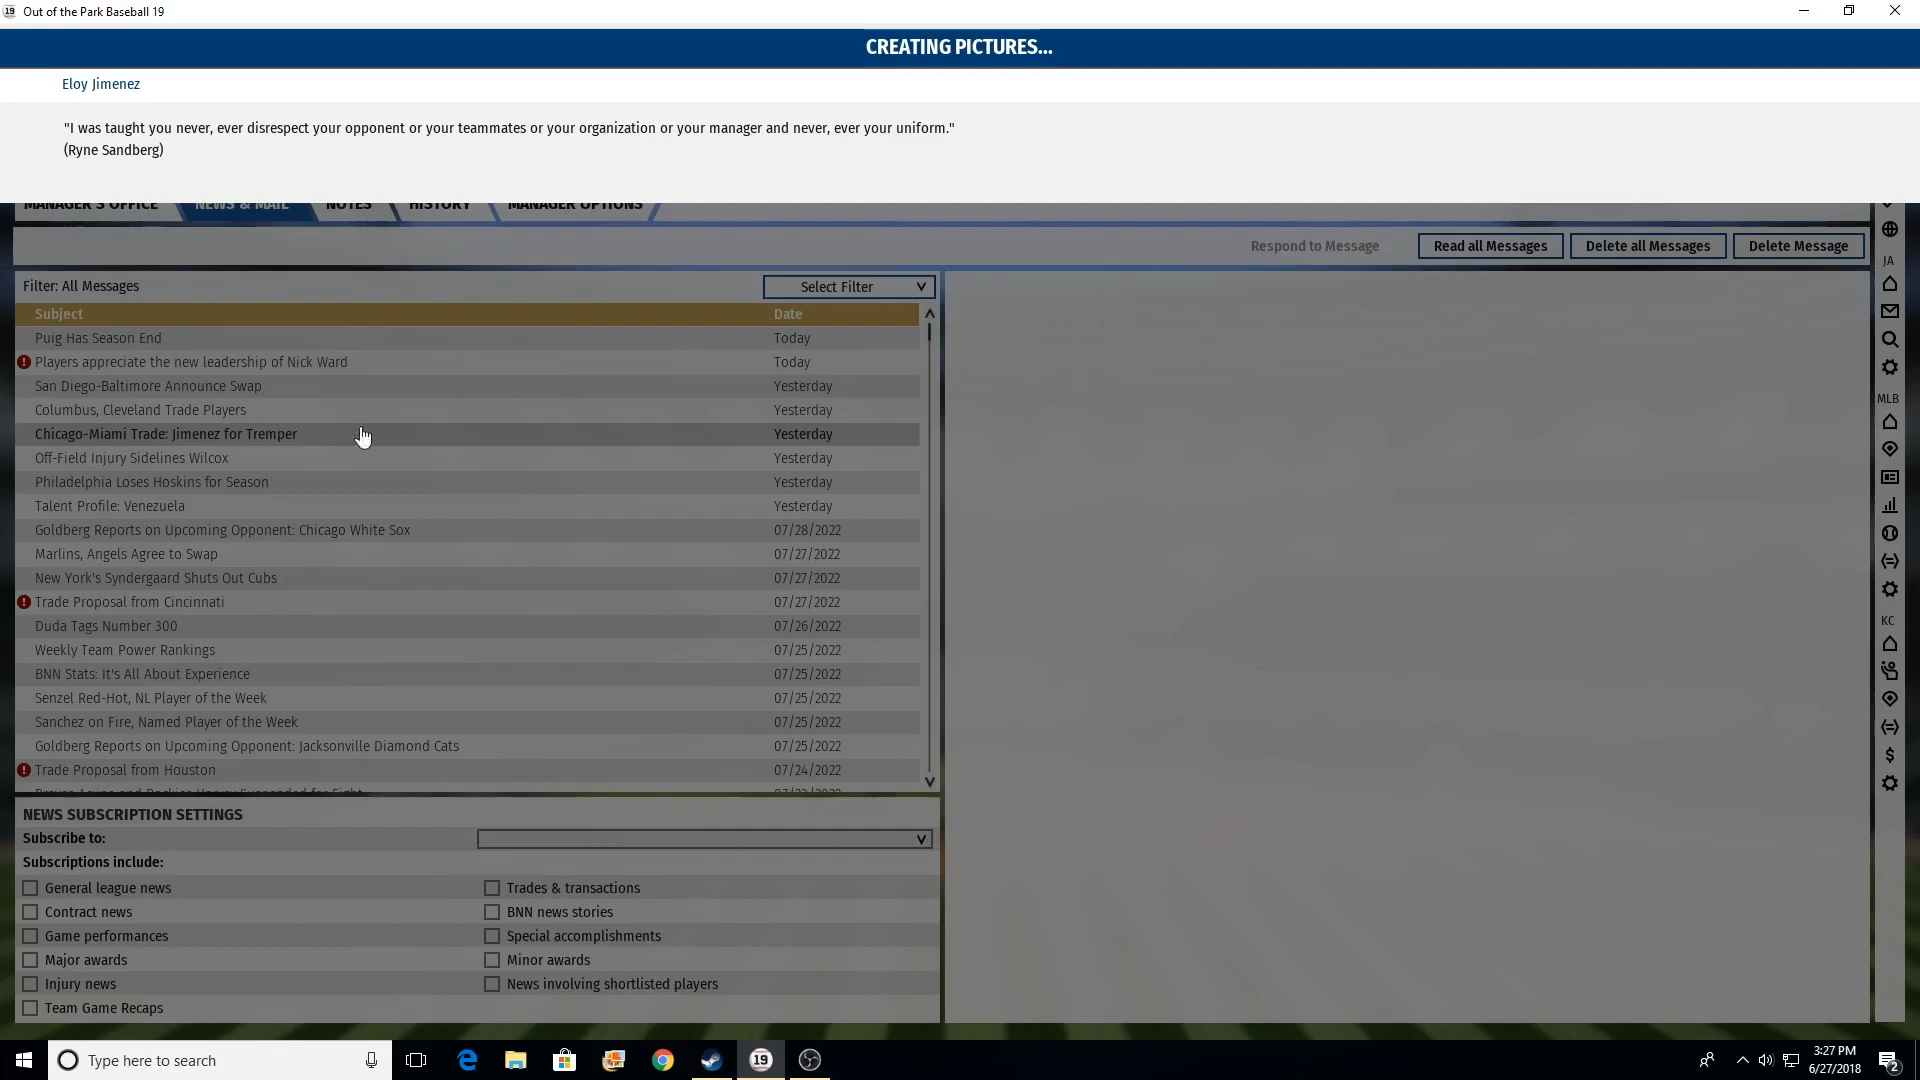 19 Out of the Park Baseball 19
CREATING PICTURES...
Eloy Jimenez
"I was taught you never, ever disrespect your opponent or your teammates or your organization or your manager and never, ever your uniform."
(Ryne Sandberg)
MANAGER'S OFFICE NEWS & MAIL NOTES HISTORY MANAGER OPTIONS
Respond to Message Read all Messages Delete all Messages Delete Message
Filter: All Messages Select Filter
Subject Date
Puig Has Season End Today
Players appreciate the new leadership of Nick Ward Today
San Diego-Baltimore Announce Swap Yesterday
Columbus, Cleveland Trade Players Yesterday
Chicago-Miami Trade: Jimenez for Tremper Yesterday
Off-Field Injury Sidelines Wilcox Yesterday
Philadelphia Loses Hoskins for Season Yesterday
Talent Profile: Venezuela Yesterday
Goldberg Reports on Upcoming Opponent: Chicago White Sox 07/28/2022
Marlins, Angels Agree to Swap 07/27/2022
New York's Syndergaard Shuts Out Cubs 07/27/2022
Trade Proposal from Cincinnati 07/27/2022
Duda Tags Number 300 07/26/2022
Weekly Team Power Rankings 07/25/2022
BNN Stats: It's All About Experience 07/25/2022
Senzel Red-Hot, NL Player of the Week 07/25/2022
Sanchez on Fire, Named Player of the Week 07/25/2022
Goldberg Reports on Upcoming Opponent: Jacksonville Diamond Cats 07/25/2022
Trade Proposal from Houston 07/24/2022
NEWS SUBSCRIPTION SETTINGS
Subscribe to:
Subscriptions include:
General league news Trades & transactions
Contract news BNN news stories
Game performances Special accomplishments
Major awards Minor awards
Injury news News involving shortlisted players
Team Game Recaps
JA
MLB
KC
Type here to search
19
3:27 PM
6/27/2018
2